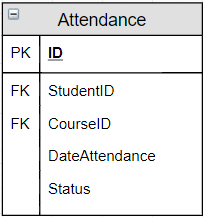 Attendance
PK ID
FK StudentID
FK CourseID
DateAttendance
Status